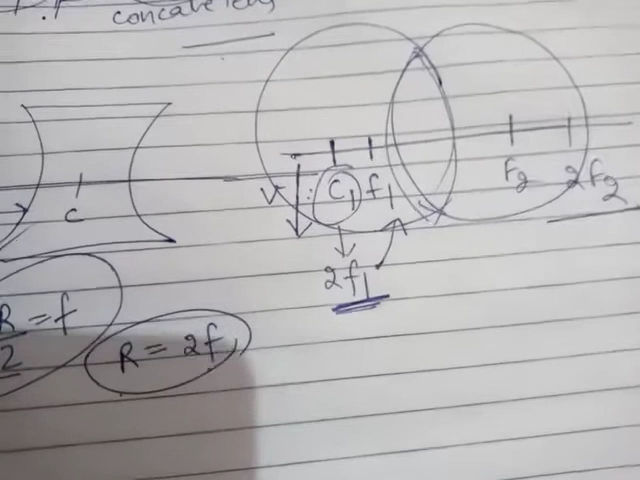 concave lens
C
C1 f1
F2 2f2
2f1
R/2 = f
R = 2f